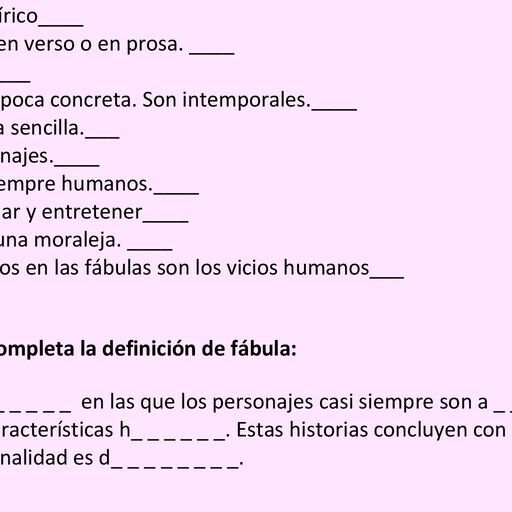 írico____
en verso o en prosa. ____
___
poca concreta. Son intemporales.____
a sencilla.___
najes.____
empre humanos.____
ar y entretener____
una moraleja. ____
os en las fábulas son los vicios humanos___
ompleta la definición de fábula:
_ _ _ _ _ en las que los personajes casi siempre son a _ _
racterísticas h_ _ _ _ _ _. Estas historias concluyen con
nalidad es d_ _ _ _ _ _ _ _.